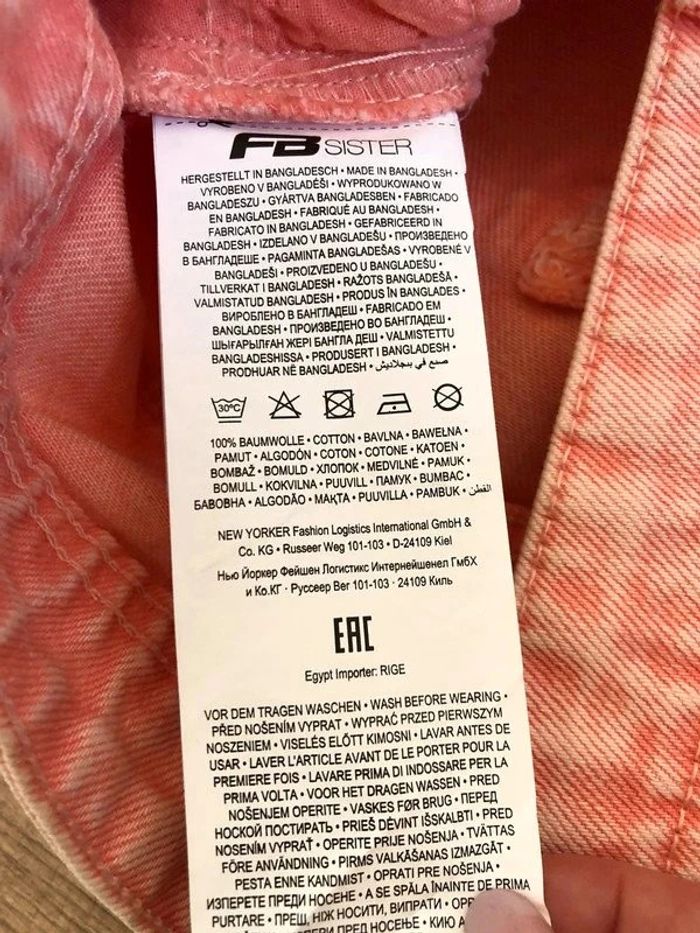 FB SISTER
HERGESTELLT IN BANGLADESCH • MADE IN BANGLADESH •
VYROBENO V BANGLADÉŠI • WYPRODUKOWANO W
BANGLADESZU • GYÁRTVA BANGLADESBEN • FABRICADO
EN BANGLADESH • FABRIQUÉ AU BANGLADESH •
FABRICATO IN BANGLADESH • GEFABRICEERD IN
BANGLADESH • IZDELANO V BANGLADEŠU • ПРОИЗВЕДЕНО
В БАНГЛАДЕШЕ • PAGAMINTA BANGLADEŠAS • VYROBENÉ V
BANGLADEŠI • PROIZVEDENO U BANGLADEŠU •
TILLVERKAT I BANGLADESH • RAŽOTS BANGLADEŠĀ •
VALMISTATUD BANGLADESH • PRODUS ÎN BANGLADES •
ВИРОБЛЕНО В БАНГЛАДЕШ • FABRICADO EM
BANGLADESH • ПРОИЗВЕДЕНО ВО БАНГЛАДЕШ •
ШЫҒАРЫЛҒАН ЖЕРІ БАНГЛА ДЕШ • VALMISTETTU
BANGLADESHISSA • PRODUSERT I BANGLADESH •
PRODHUAR NË BANGLADESH • صنع في بنجلاديش
30°C
100% BAUMWOLLE • COTTON • BAVLNA • BAWEŁNA •
PAMUT • ALGODÓN • COTON • COTONE • KATOEN •
BOMBAŽ • BOMULD • ХЛОПОК • MEDVILNĖ • PAMUK •
BOMULL • KOKVILNA • PUUVILL • ПАМУК • BUMBAC •
БАВОВНА • ALGODÃO • МАҚТА • PUUVILLA • PAMBUK • القطن
NEW YORKER Fashion Logistics International GmbH &
Co. KG • Russeer Weg 101-103 • D-24109 Kiel
Нью Йоркер Фейшен Логистикс Интернейшенел ГмбХ
и Ко.КГ · Руссеер Вег 101-103 · 24109 Киль
EAC
Egypt Importer: RIGE
VOR DEM TRAGEN WASCHEN • WASH BEFORE WEARING •
PŘED NOŠENÍM VYPRAT • WYPRAĆ PRZED PIERWSZYM
NOSZENIEM • VISELÉS ELŐTT KIMOSNI • LAVAR ANTES DE
USAR • LAVER L'ARTICLE AVANT DE LE PORTER POUR LA
PREMIERE FOIS • LAVARE PRIMA DI INDOSSARE PER LA
PRIMA VOLTA • VOOR HET DRAGEN WASSEN • PRED
NOŠENJEM OPERITE • VASKES FØR BRUG • ПЕРЕД
НОСКОЙ ПОСТИРАТЬ • PRIEŠ DĖVINT IŠSKALBTI • PRED
NOSENÍM VYPRAŤ • OPERITE PRIJE NOŠENJA • TVÄTTAS
FÖRE ANVÄNDNING • PIRMS VALKĀŠANAS IZMAZGĀT •
PESTA ENNE KANDMIST • OPRATI PRE NOŠENJA •
ИЗПЕРЕТЕ ПРЕДИ НОСЕНЕ • A SE SPĂLA ÎNAINTE DE PRIMA
PURTARE • ПРЕШ, НІЖ НОСИТИ, ВИПРАТИ •
ПРЕД НОСЕЊЕ • КИЮ